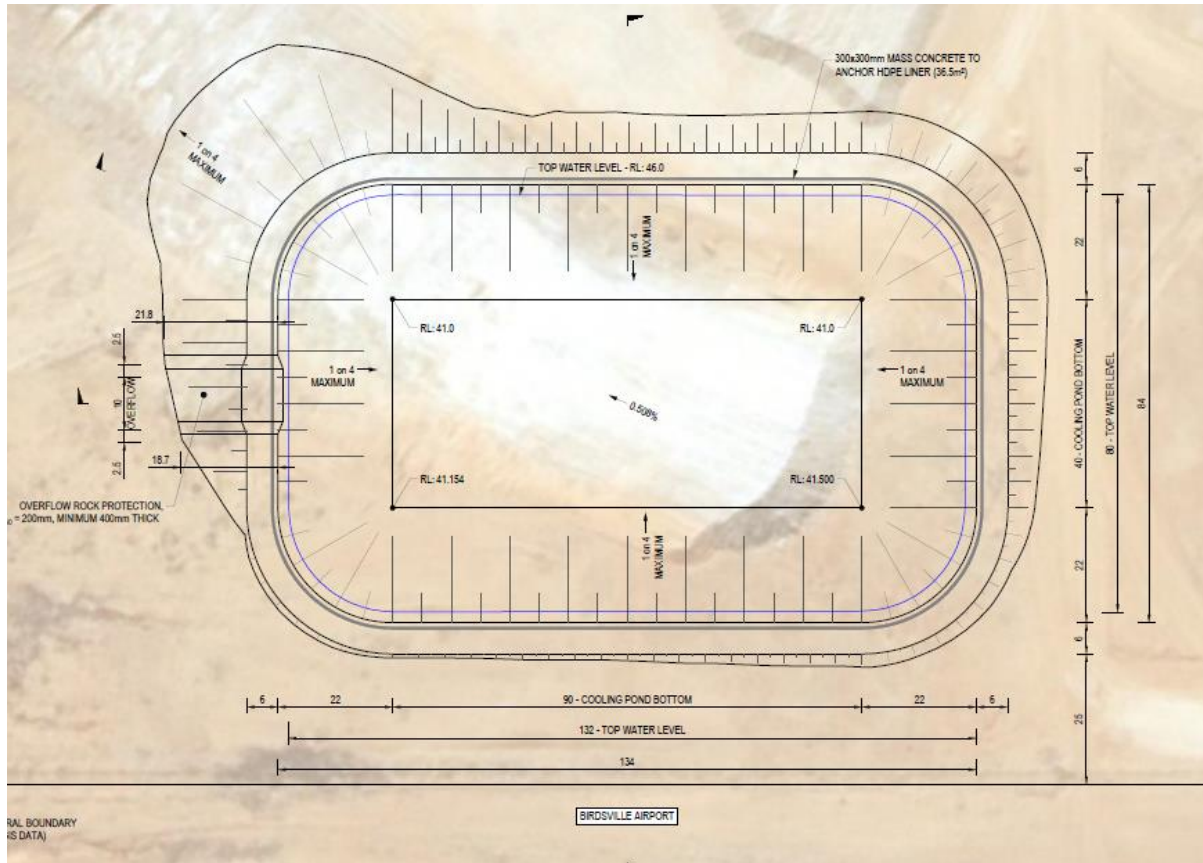 300x300mm MASS CONCRETE TO
ANCHOR HDPE LINER (36.5m³)
1 on 4
MAXIMUM
TOP WATER LEVEL - RL: 46.0
6
22
1 on 4
MAXIMUM
21.8
2.5
RL: 41.0
RL: 41.0
1 on 4
MAXIMUM
1 on 4
MAXIMUM
10
OVERFLOW
0.508%
40 - COOLING POND BOTTOM
80 - TOP WATER LEVEL
84
2.5
18.7
RL: 41.154
RL: 41.500
OVERFLOW ROCK PROTECTION,
= 200mm, MINIMUM 400mm THICK
1 on 4
MAXIMUM
22
6
6
22
90 - COOLING POND BOTTOM
22
6
25
132 - TOP WATER LEVEL
134
BIRDSVILLE AIRPORT
RAL BOUNDARY
IS DATA)